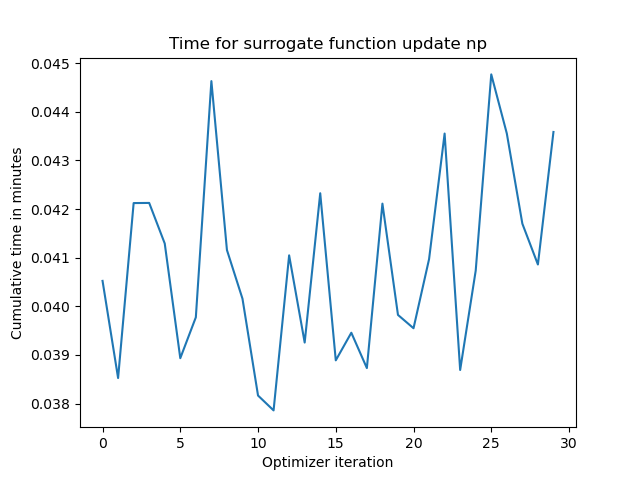 Time for surrogate function update np
0.045
0.044
0.043
0.042
0.041
0.040
0.039
0.038
Cumulative time in minutes
0 5 10 15 20 25 30
Optimizer iteration